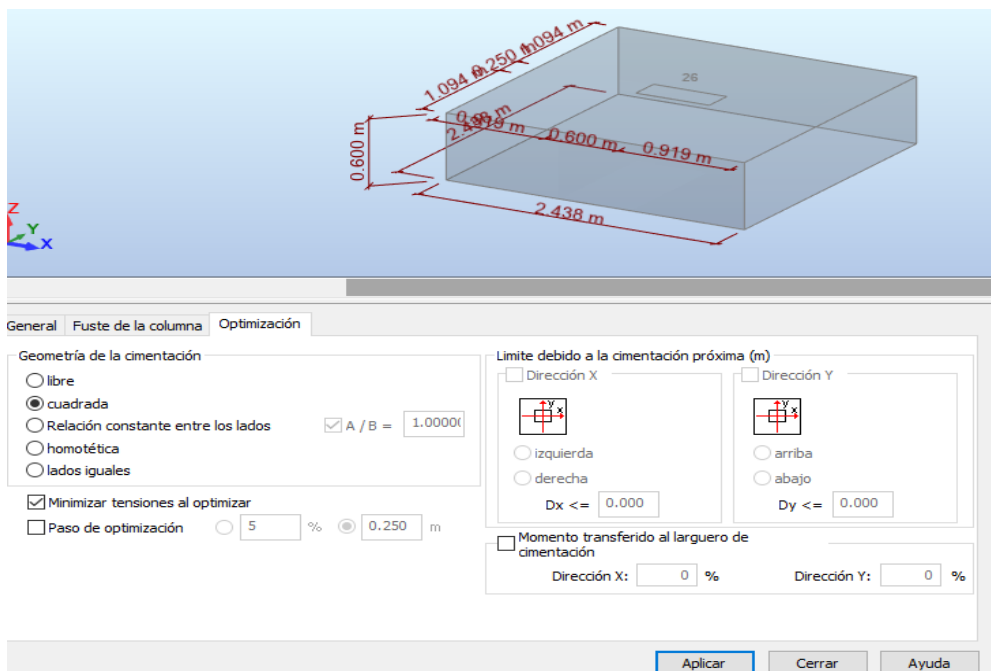 1.094 m
0.250 m
1.094 m
26
0.600 m
2.438 m
0.919 m
0.600 m
0.919 m
2.438 m
Z
Y
X
General Fuste de la columna Optimización
Geometría de la cimentación
libre
cuadrada
Relación constante entre los lados A / B = 1.0000
homotética
lados iguales
Minimizar tensiones al optimizar
Paso de optimización 5 % 0.250 m
Limite debido a la cimentación próxima (m)
Dirección X
y x
izquierda
derecha
Dx <= 0.000
Dirección Y
y x
arriba
abajo
Dy <= 0.000
Momento transferido al larguero de
cimentación
Dirección X: 0 % Dirección Y: 0 %
Aplicar Cerrar Ayuda